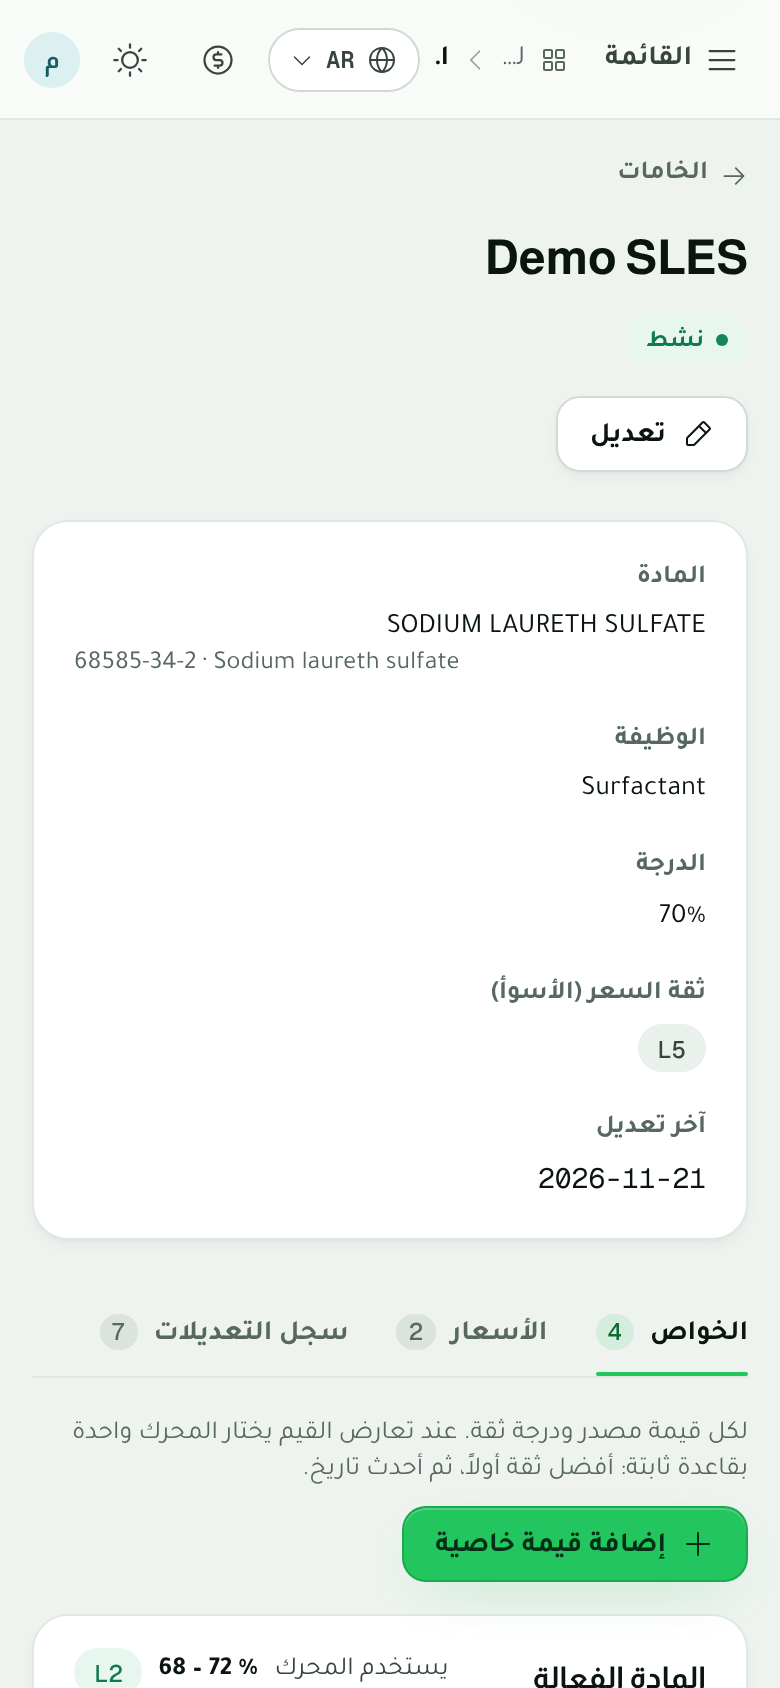 القائمة لـ... ا. AR $ م
الخامات
Demo SLES
نشط
تعديل
المادة
SODIUM LAURETH SULFATE
68585-34-2 · Sodium laureth sulfate
الوظيفة
Surfactant
الدرجة
70%
ثقة السعر (الأسوأ)
L5
آخر تعديل
2026-11-21
الخواص 4 الأسعار 2 سجل التعديلات 7
لكل قيمة مصدر ودرجة ثقة. عند تعارض القيم يختار المحرك واحدة
بقاعدة ثابتة: أفضل ثقة أولاً، ثم أحدث تاريخ.
إضافة قيمة خاصية
المادة الفعالة يستخدم المحرك 68 - 72 % L2